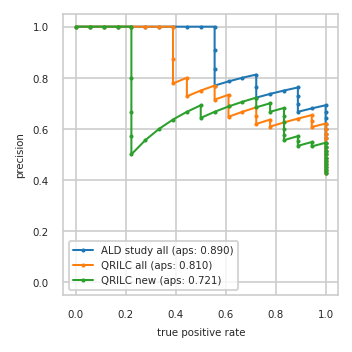 1.0
0.8
0.6
0.4
0.2
0.0
precision
ALD study all (aps: 0.890)
QRILC all (aps: 0.810)
QRILC new (aps: 0.721)
0.0 0.2 0.4 0.6 0.8 1.0
true positive rate